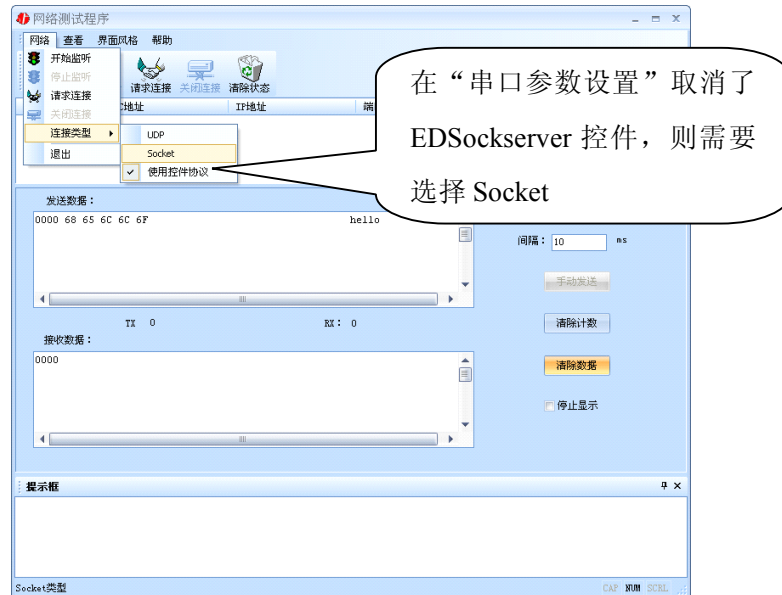 网络测试程序
网络 查看 界面风格 帮助
开始监听
停止监听
请求连接
关闭连接
连接类型
退出
UDP
Socket
使用控件协议
请求连接 关闭连接 清除状态
C地址 IP地址 端
在“串口参数设置”取消了
EDSockserver 控件，则需要
选择 Socket
发送数据：
0000 68 65 6C 6C 6F hello
间隔： 10 ms
手动发送
TX 0 RX： 0
清除计数
接收数据：
0000
清除数据
停止显示
提示框
Socket类型 CAP NUM SCRL